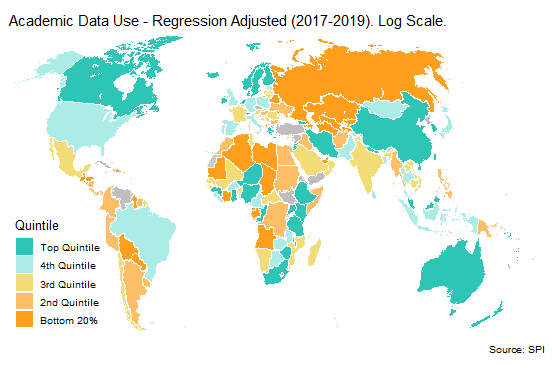 Academic Data Use - Regression Adjusted (2017-2019). Log Scale.
Quintile
Top Quintile
4th Quintile
3rd Quintile
2nd Quintile
Bottom 20%
Source: SPI